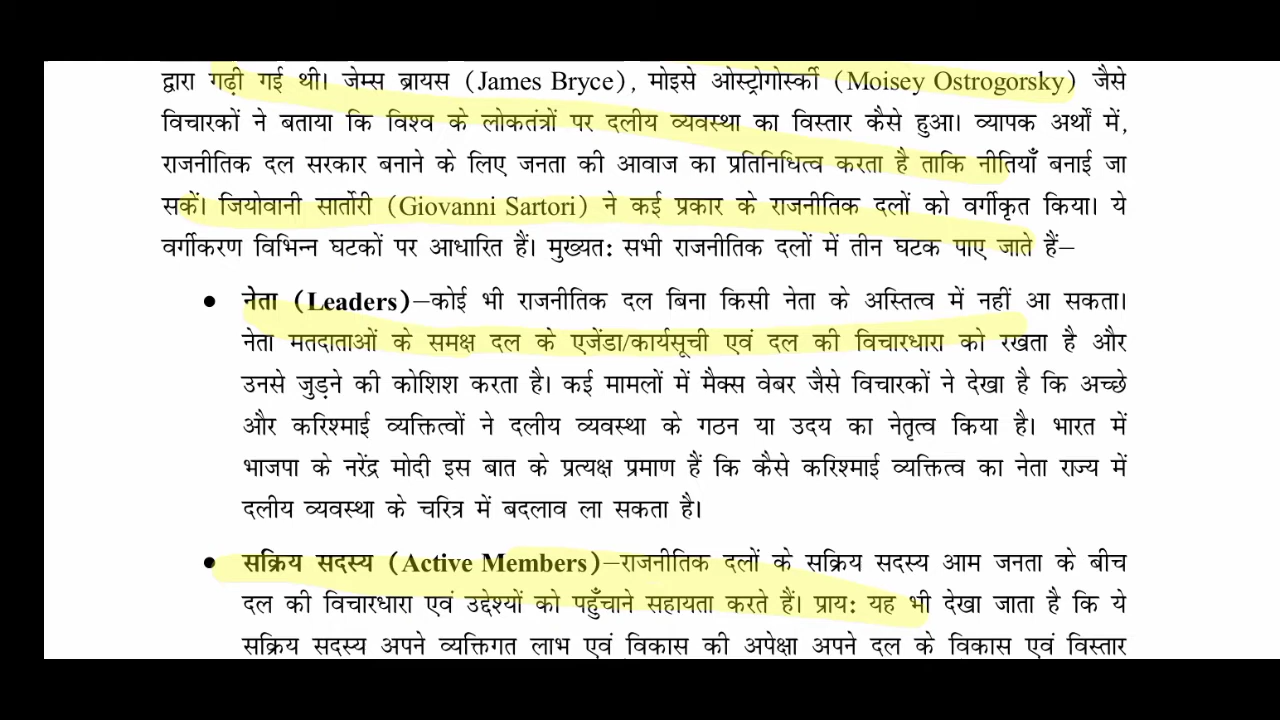 द्वारा गढ़ी गई थी। जेम्स ब्रायस (James Bryce), मोइसे ओस्ट्रोगोर्स्की (Moisey Ostrogorsky) जैसे
विचारकों ने बताया कि विश्व के लोकतंत्रों पर दलीय व्यवस्था का विस्तार कैसे हुआ। व्यापक अर्थों में,
राजनीतिक दल सरकार बनाने के लिए जनता की आवाज का प्रतिनिधित्व करता है ताकि नीतियाँ बनाई जा
सकें। जियोवानी सार्तोरी (Giovanni Sartori) ने कई प्रकार के राजनीतिक दलों को वर्गीकृत किया। ये
वर्गीकरण विभिन्न घटकों पर आधारित हैं। मुख्यत: सभी राजनीतिक दलों में तीन घटक पाए जाते हैं–
• नेता (Leaders)–कोई भी राजनीतिक दल बिना किसी नेता के अस्तित्व में नहीं आ सकता।
नेता मतदाताओं के समक्ष दल के एजेंडा/कार्यसूची एवं दल की विचारधारा को रखता है और
उनसे जुड़ने की कोशिश करता है। कई मामलों में मैक्स वेबर जैसे विचारकों ने देखा है कि अच्छे
और करिश्माई व्यक्तित्वों ने दलीय व्यवस्था के गठन या उदय का नेतृत्व किया है। भारत में
भाजपा के नरेंद्र मोदी इस बात के प्रत्यक्ष प्रमाण हैं कि कैसे करिश्माई व्यक्तित्व का नेता राज्य में
दलीय व्यवस्था के चरित्र में बदलाव ला सकता है।
• सक्रिय सदस्य (Active Members)–राजनीतिक दलों के सक्रिय सदस्य आम जनता के बीच
दल की विचारधारा एवं उद्देश्यों को पहुँचाने सहायता करते हैं। प्राय: यह भी देखा जाता है कि ये
सक्रिय सदस्य अपने व्यक्तिगत लाभ एवं विकास की अपेक्षा अपने दल के विकास एवं विस्तार